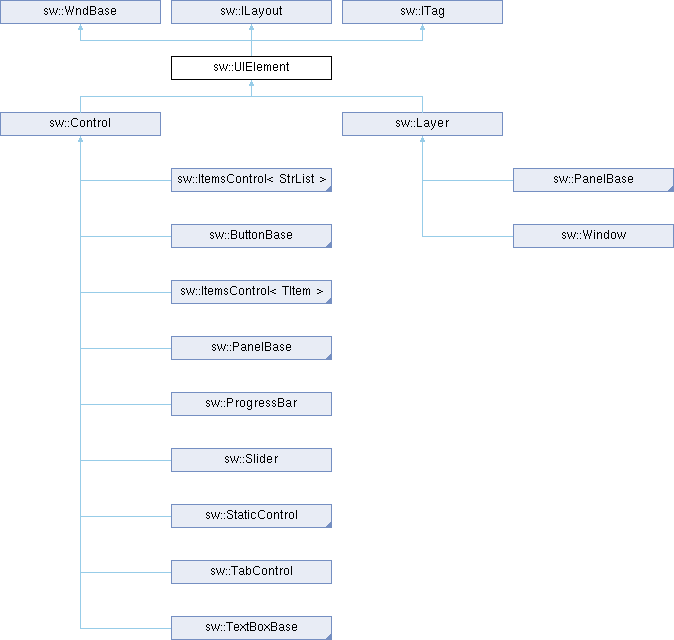 sw::WndBase
sw::ILayout
sw::ITag
sw::UIElement
sw::Control
sw::Layer
sw::ItemsControl< StrList >
sw::PanelBase
sw::ButtonBase
sw::Window
sw::ItemsControl< TItem >
sw::PanelBase
sw::ProgressBar
sw::Slider
sw::StaticControl
sw::TabControl
sw::TextBoxBase